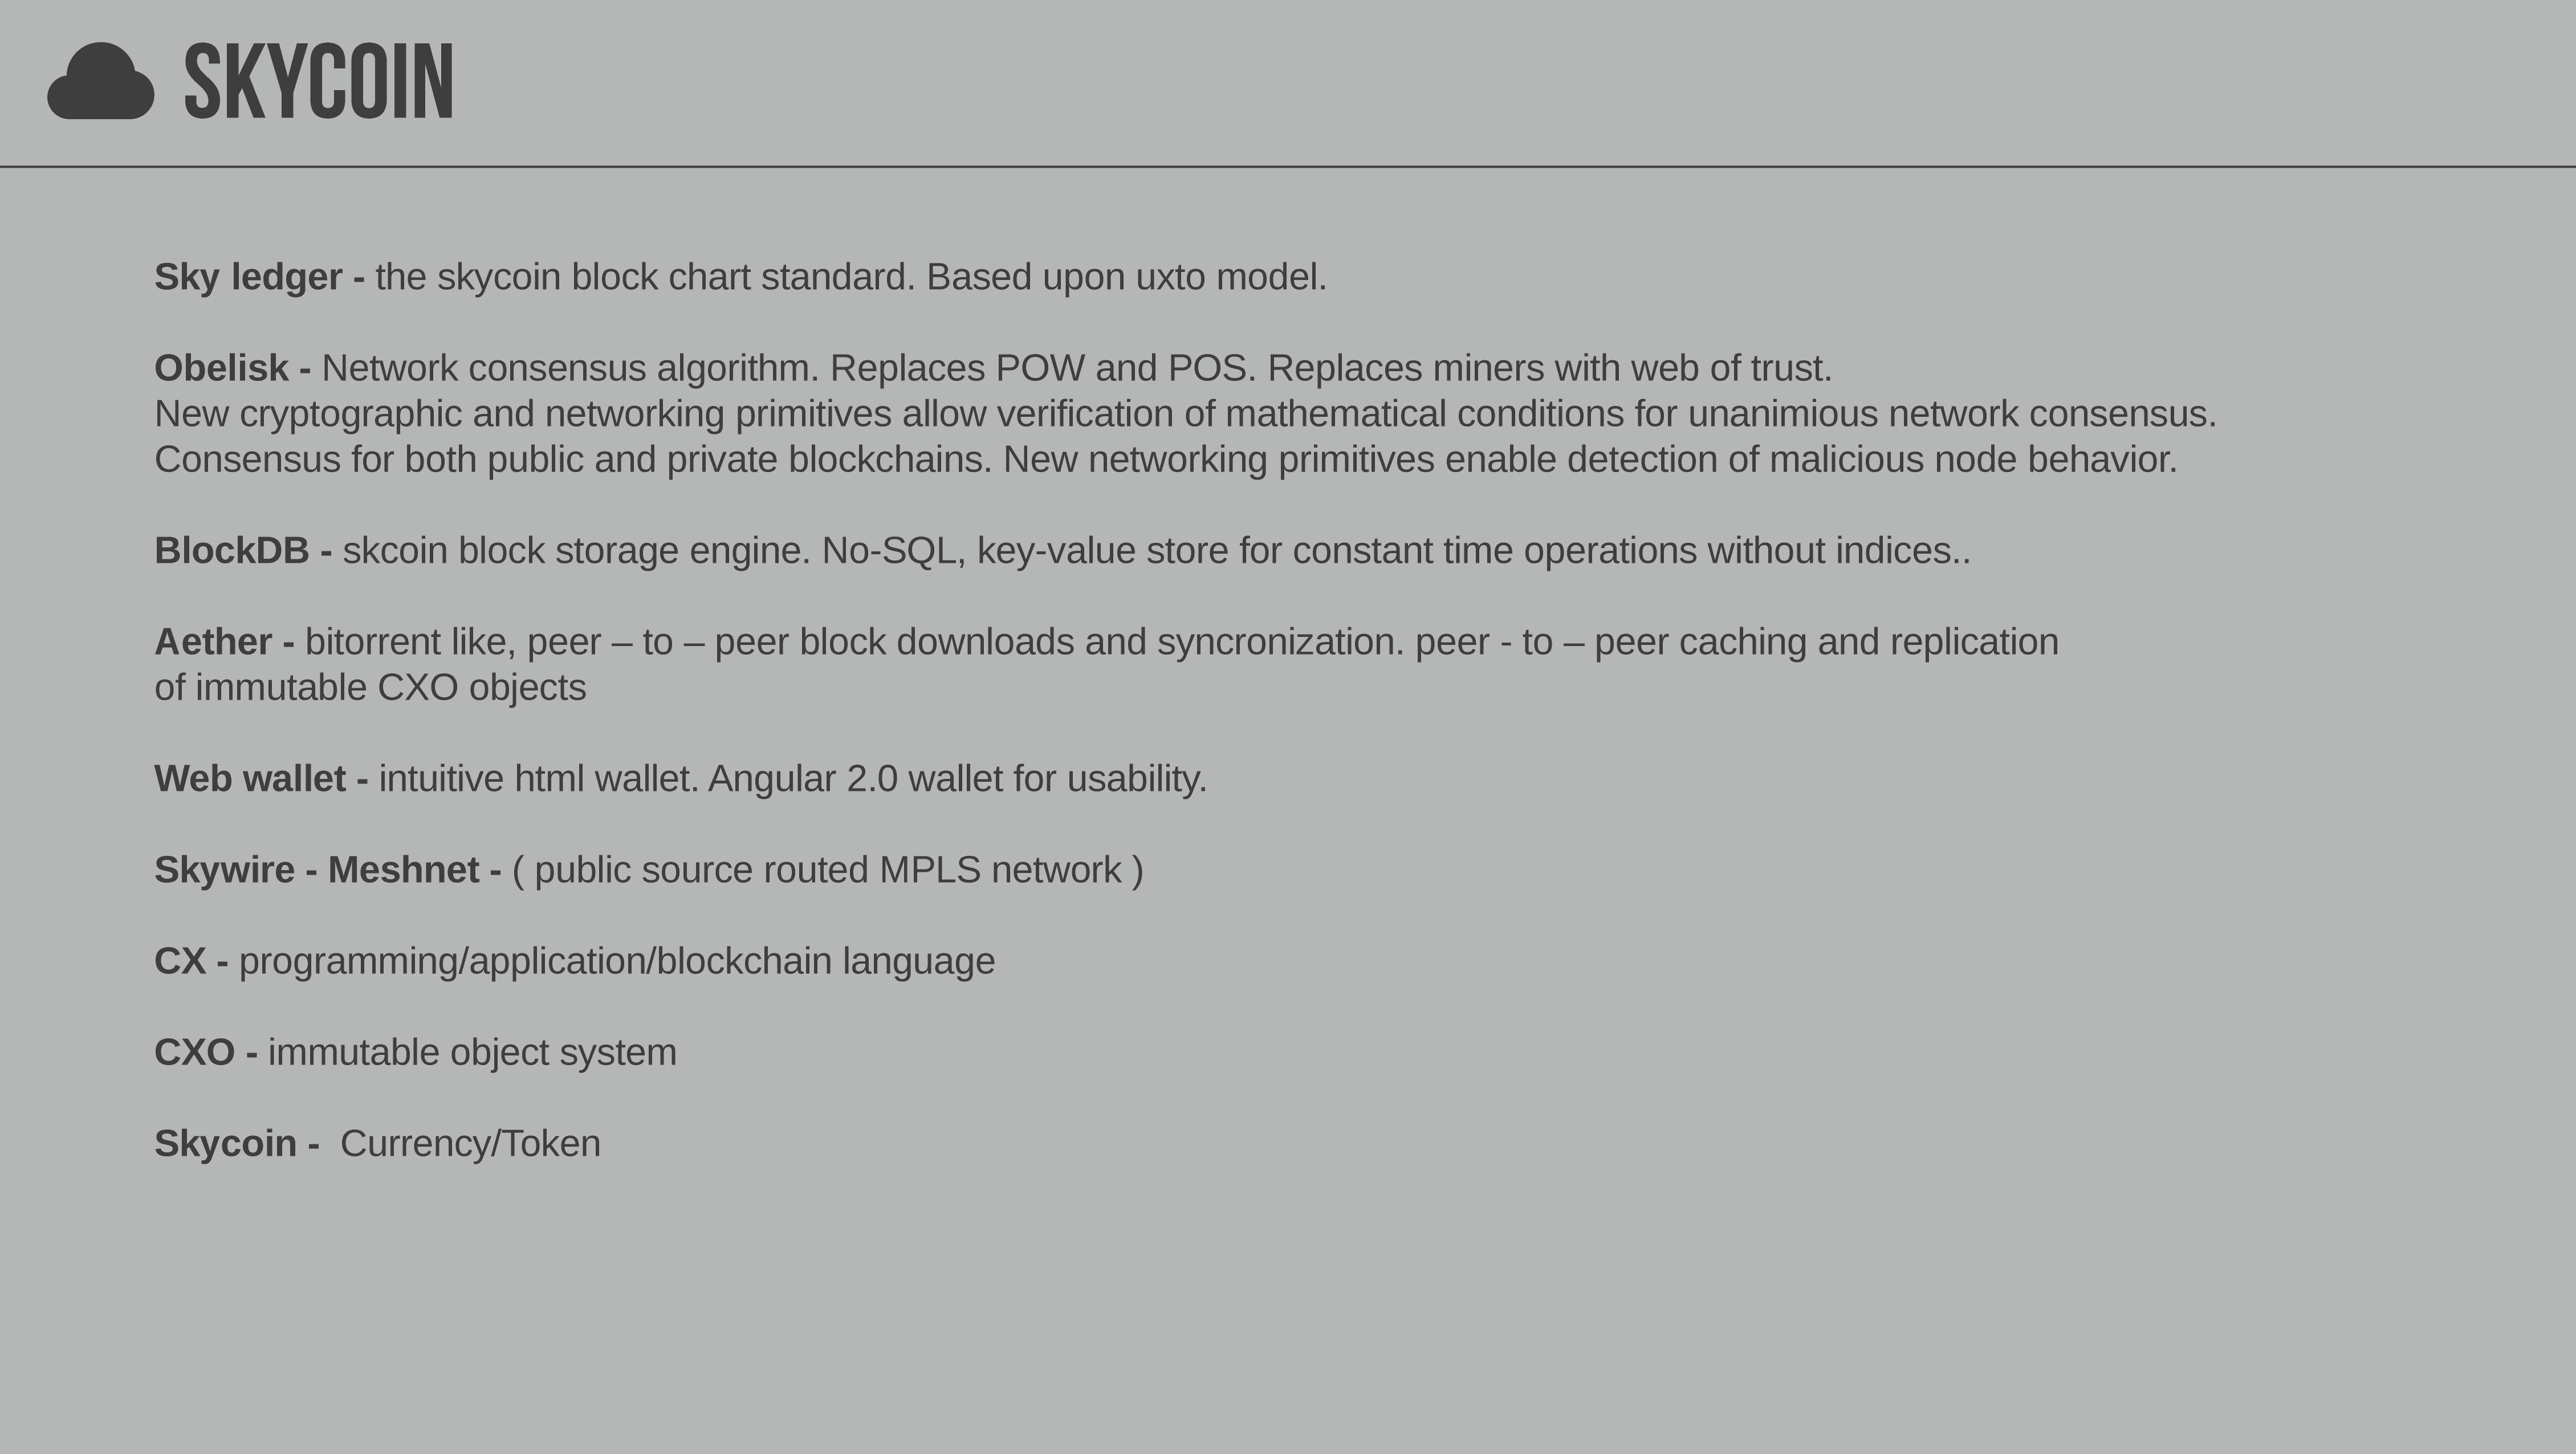 SKYCOIN
Sky ledger - the skycoin block chart standard. Based upon uxto model.
Obelisk - Network consensus algorithm. Replaces POW and POS. Replaces miners with web of trust.
New cryptographic and networking primitives allow verification of mathematical conditions for unanimious network consensus.
Consensus for both public and private blockchains. New networking primitives enable detection of malicious node behavior.
BlockDB - skcoin block storage engine. No-SQL, key-value store for constant time operations without indices..
Aether - bitorrent like, peer – to – peer block downloads and syncronization. peer - to – peer caching and replication
of immutable CXO objects
Web wallet - intuitive html wallet. Angular 2.0 wallet for usability.
Skywire - Meshnet - ( public source routed MPLS network )
CX - programming/application/blockchain language
CXO - immutable object system
Skycoin -  Currency/Token